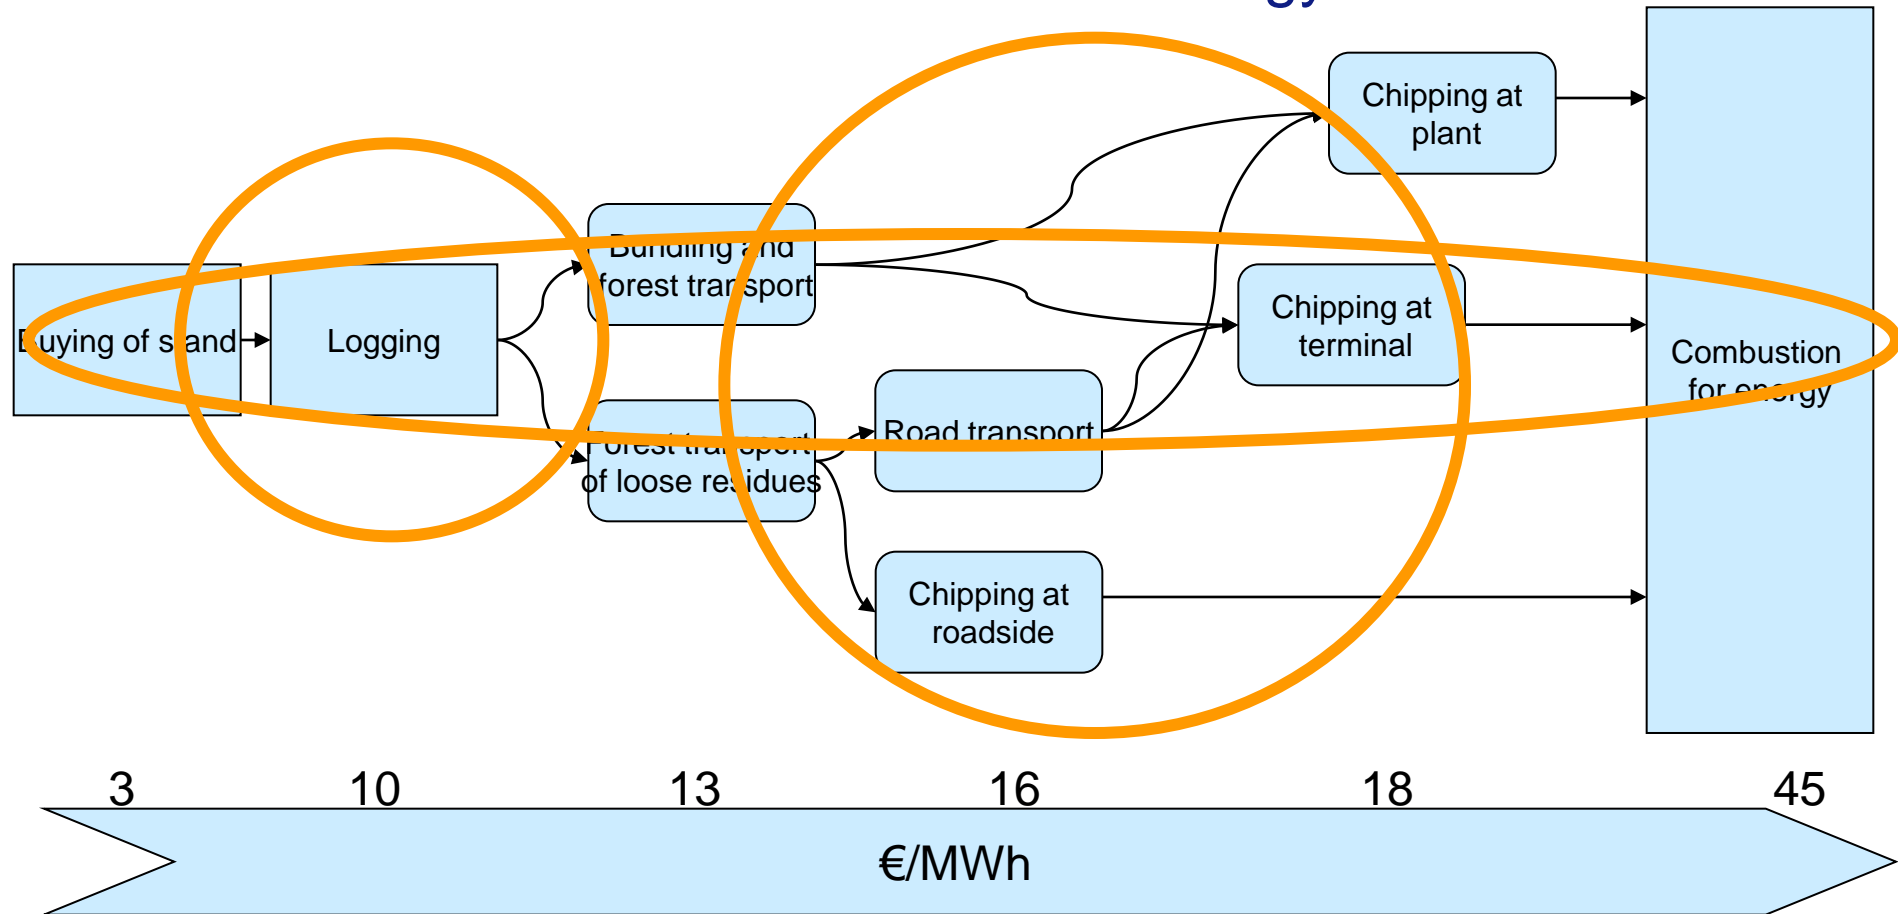 Chipping at
plant
Bundling and
forest transport
Buying of stand
Logging
Chipping at
terminal
Combustion
for energy
Forest transport
of loose residues
Road transport
Chipping at
roadside
3 10 13 16 18 45
€/MWh